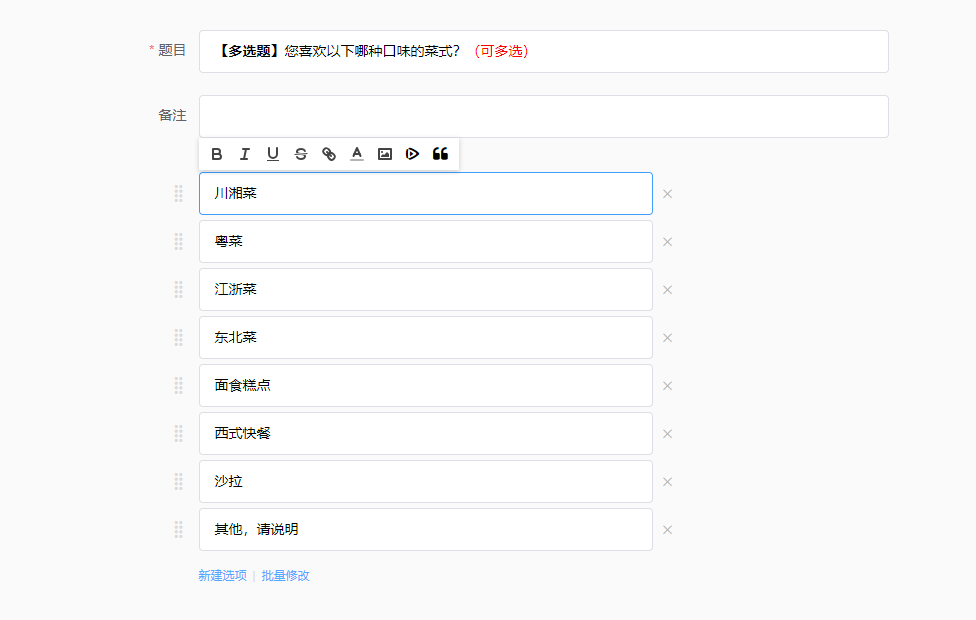 * 题目
【多选题】您喜欢以下哪种口味的菜式？（可多选）
备注
B I U S A
川湘菜
粤菜
江浙菜
东北菜
面食糕点
西式快餐
沙拉
其他，请说明
新建选项 | 批量修改